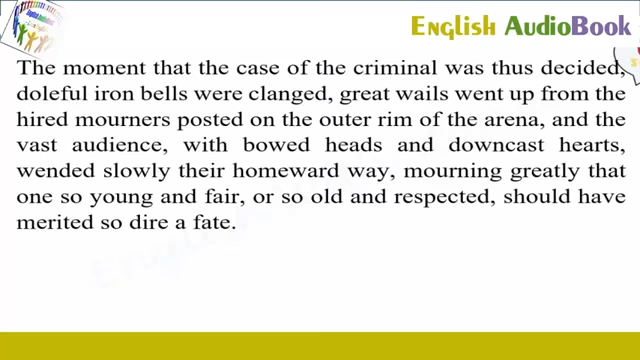 English AudioBook
The moment that the case of the criminal was thus decided,
doleful iron bells were clanged, great wails went up from the
hired mourners posted on the outer rim of the arena, and the
vast audience, with bowed heads and downcast hearts,
wended slowly their homeward way, mourning greatly that
one so young and fair, or so old and respected, should have
merited so dire a fate.